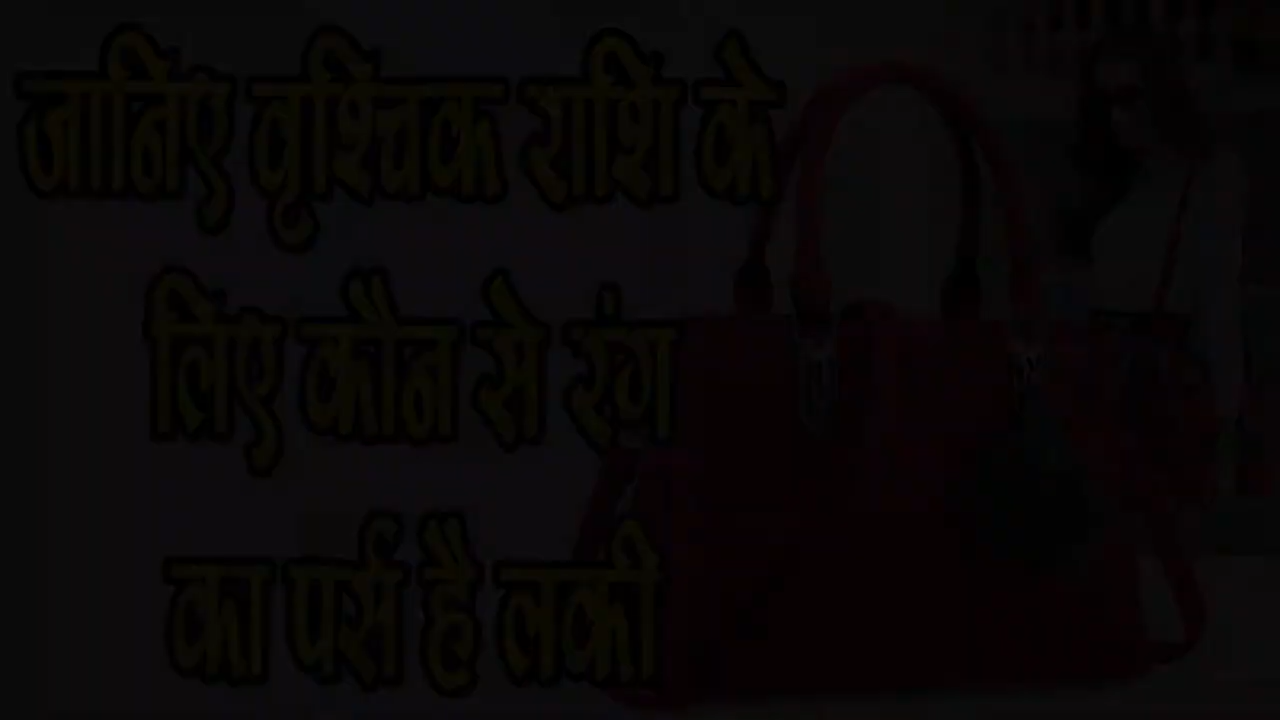 जानिए वृश्चिक राशि के
लिए कौन से रंग
का पर्स है लकी